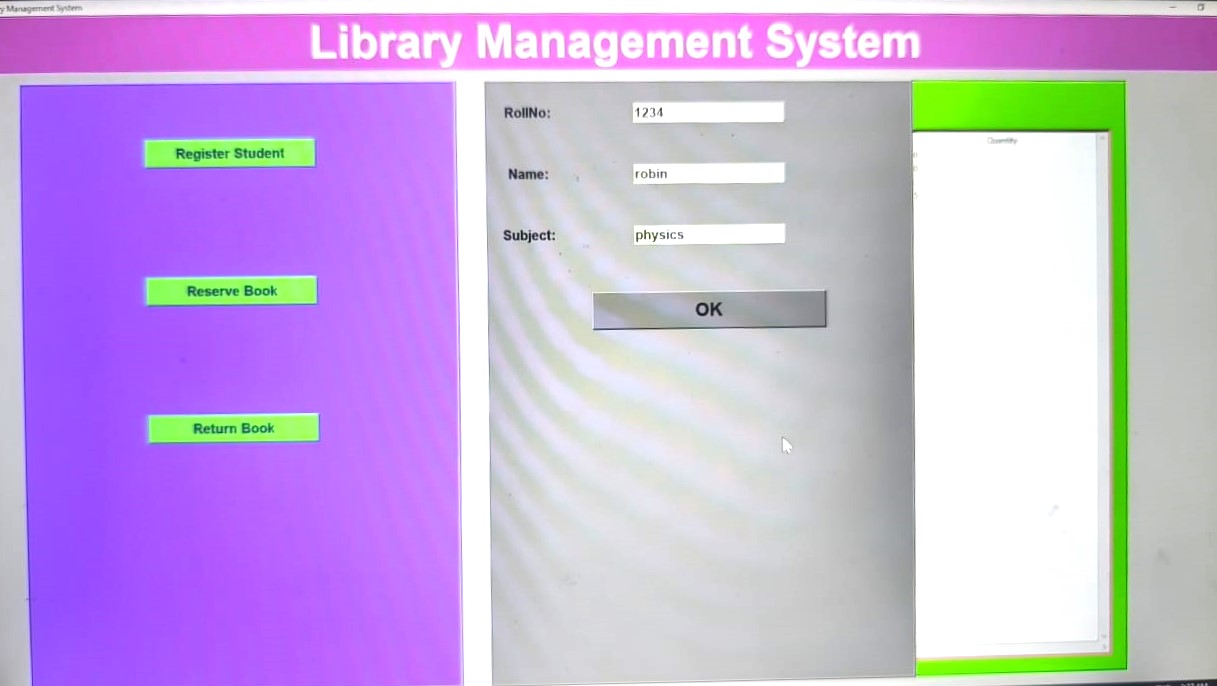 y Management System
Library Management System
Register Student
Reserve Book
Return Book
RollNo:
1234
Name:
robin
Subject:
physics
OK
Quantity